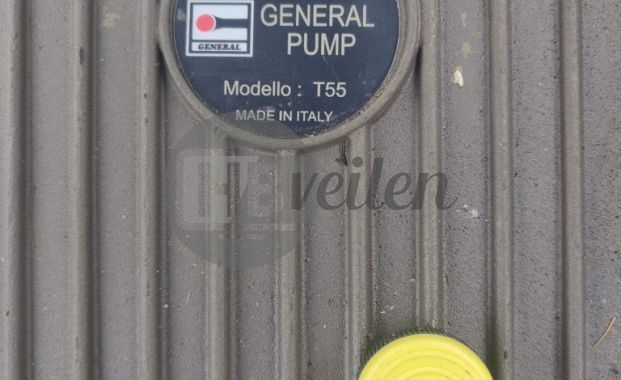 GENERAL
GENERAL
PUMP
Modello : T55
MADE IN ITALY
veilen